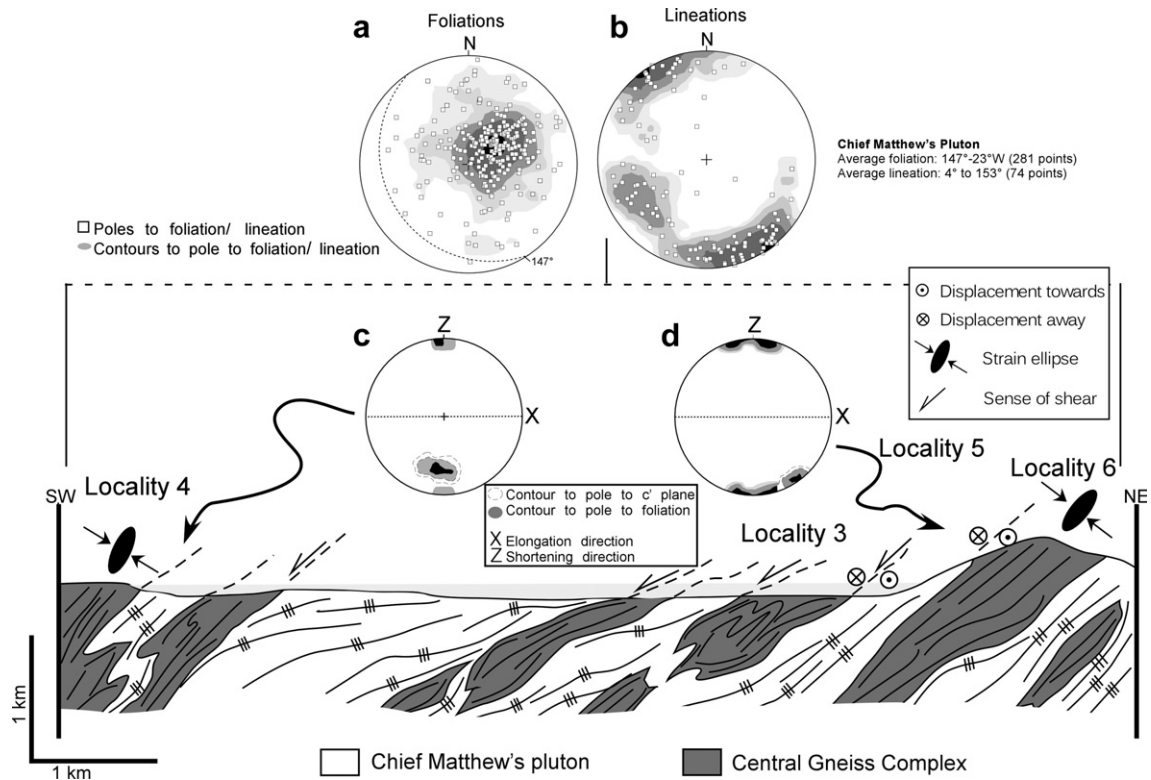 a
Foliations
N
147°
b
Lineations
N
Chief Matthew's Pluton
Average foliation: 147°-23°W (281 points)
Average lineation: 4° to 153° (74 points)
Poles to foliation/ lineation
Contours to pole to foliation/ lineation
c
Z
X
d
Z
X
Displacement towards
Displacement away
Strain ellipse
Sense of shear
Contour to pole to c' plane
Contour to pole to foliation
X Elongation direction
Z Shortening direction
SW
Locality 4
Locality 3
Locality 5
Locality 6
NE
1 km
1 km
Chief Matthew's pluton
Central Gneiss Complex